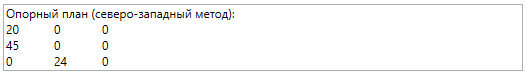 Опорный план (северо-западный метод):
20 0 0
45 0 0
0 24 0